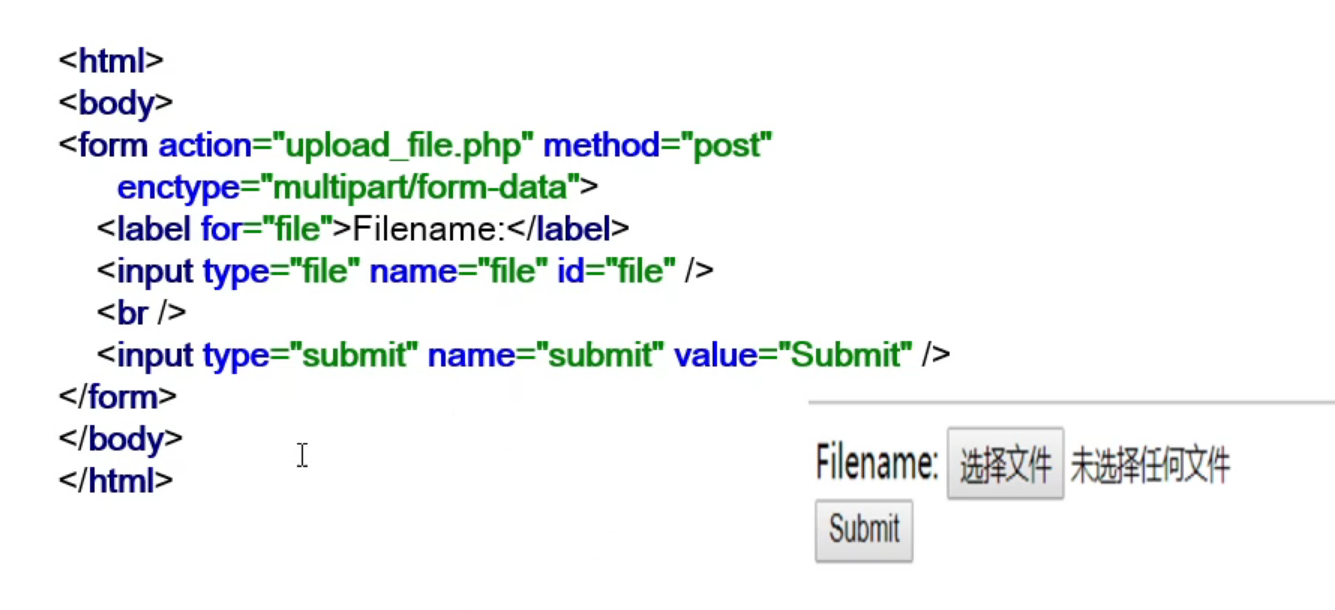 <html>
<body>
<form action="upload_file.php" method="post"
enctype="multipart/form-data">
<label for="file">Filename:</label>
<input type="file" name="file" id="file" />
<br />
<input type="submit" name="submit" value="Submit" />
</form>
</body>
</html>
Filename: 选择文件 未选择任何文件
Submit